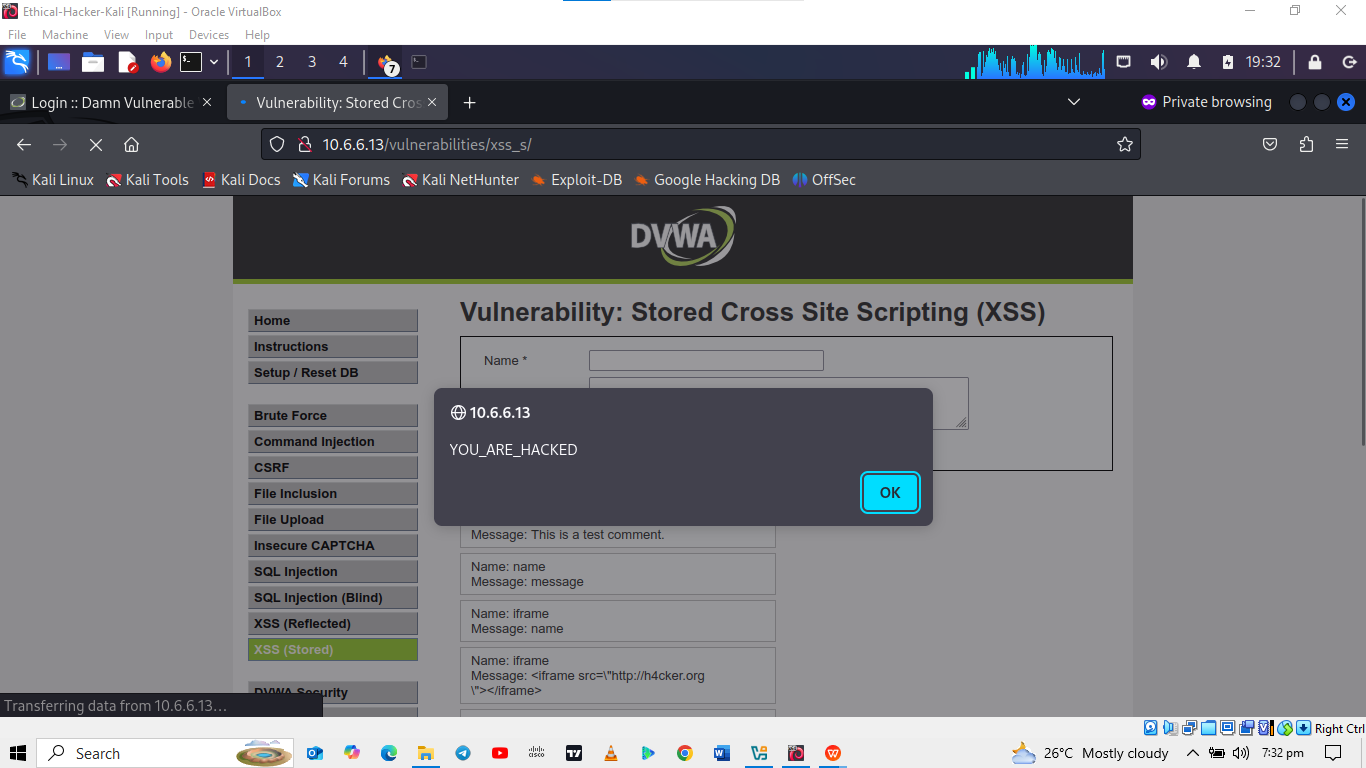 Ethical-Hacker-Kali [Running] - Oracle VirtualBox
File Machine View Input Devices Help
1 2 3 4 7 19:32
Login :: Damn Vulnerable Vulnerability: Stored Cros Private browsing
10.6.6.13/vulnerabilities/xss_s/
Kali Linux Kali Tools Kali Docs Kali Forums Kali NetHunter Exploit-DB Google Hacking DB OffSec
DVWA
Vulnerability: Stored Cross Site Scripting (XSS)
Home
Instructions
Setup / Reset DB
Brute Force
Command Injection
CSRF
File Inclusion
File Upload
Insecure CAPTCHA
SQL Injection
SQL Injection (Blind)
XSS (Reflected)
XSS (Stored)
DVWA Security
Name *
10.6.6.13
YOU_ARE_HACKED
OK
Message: This is a test comment.
Name: name
Message: message
Name: iframe
Message: name
Name: iframe
Message: <iframe src=\"http://h4cker.org
\"></iframe>
Transferring data from 10.6.6.13…
Right Ctrl
Search 26°C Mostly cloudy 7:32 pm